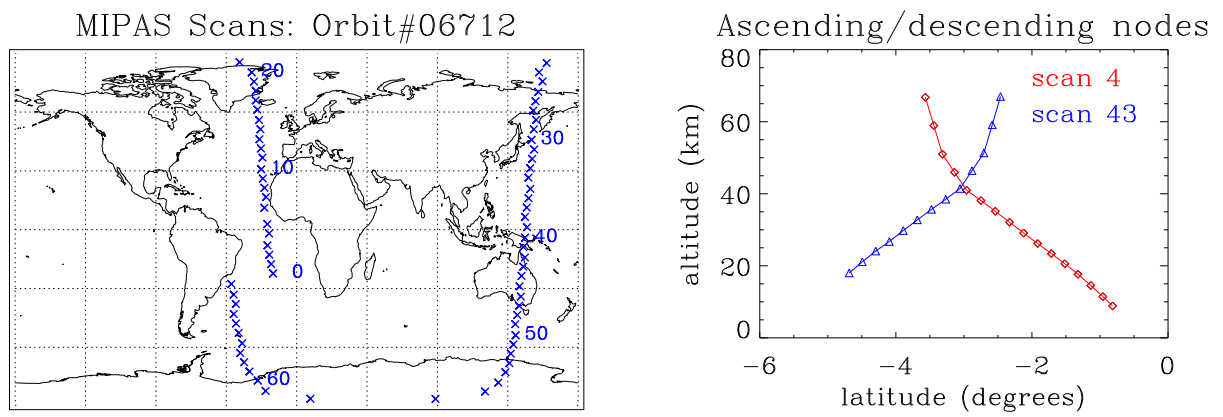 MIPAS Scans: Orbit#06712
20
30
10
40
0
50
60
Ascending/descending nodes
80
60
40
20
0
altitude (km)
scan 4
scan 43
-6
-4
-2
0
latitude (degrees)